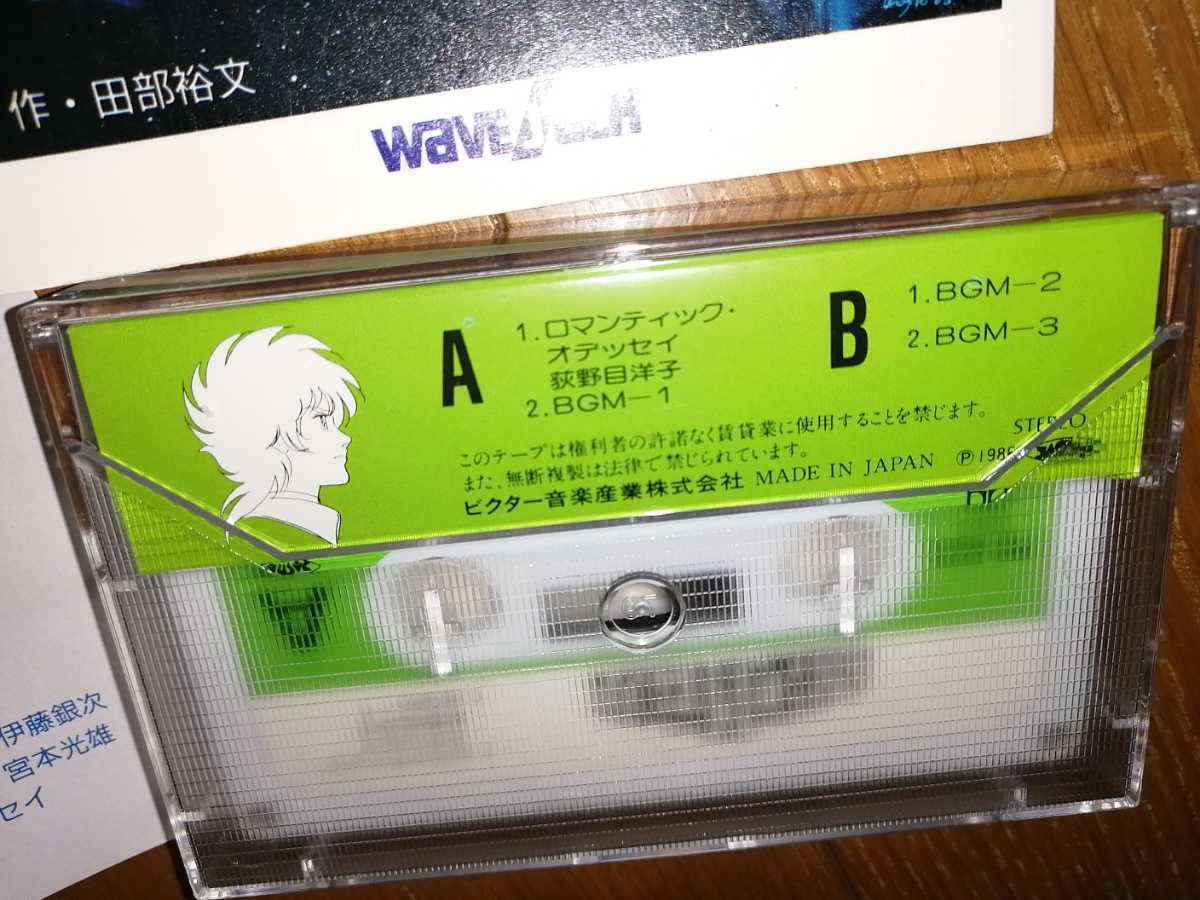 作・田部裕文
WaveJack
A
1.ロマンティック・
オデッセイ
荻野目洋子
2.BGM−1
B
1.BGM−2
2.BGM−3
このテープは権利者の許諾なく賃貸業に使用することを禁じます。
また、無断複製は法律で禁じられています。
ビクター音楽産業株式会社 MADE IN JAPAN
STEREO
Ⓟ198
A
伊藤銀次
宮本光雄
セイ